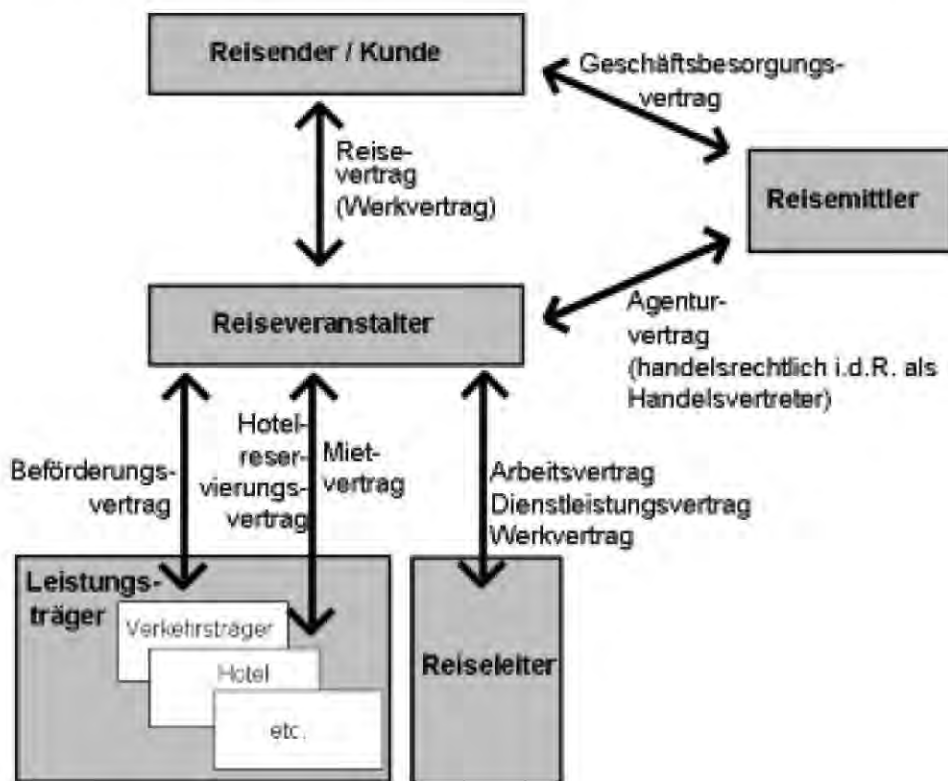 Reisender / Kunde
Geschäftsbesorgungs-
vertrag
Reise-
vertrag
(Werkvertrag)
Reisemittler
Reiseveranstalter
Agentur-
vertrag
(handelsrechtlich i.d.R. als
Handelsvertreter)
Beförderungs-
vertrag
Hotel-
reser-
vierungs-
vertrag
Miet-
vertrag
Arbeitsvertrag
Dienstleistungsvertrag
Werkvertrag
Leistungs-
träger
Verkehrsträger
Hotel
etc.
Reiseleiter